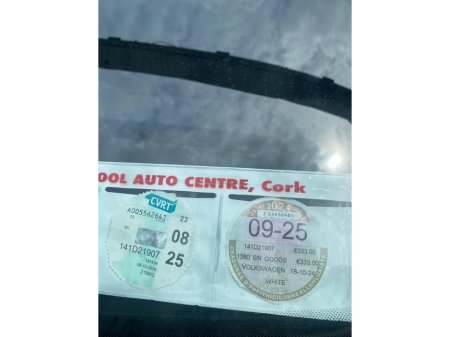 OOL AUTO CENTRE, Cork
CVRT
A005562661
23
08
141D21907
25
2024
09-25
141D21907 €333.00
1380 SN. GOODS €333.00
VOLKSWAGEN 18-10-24
WHITE